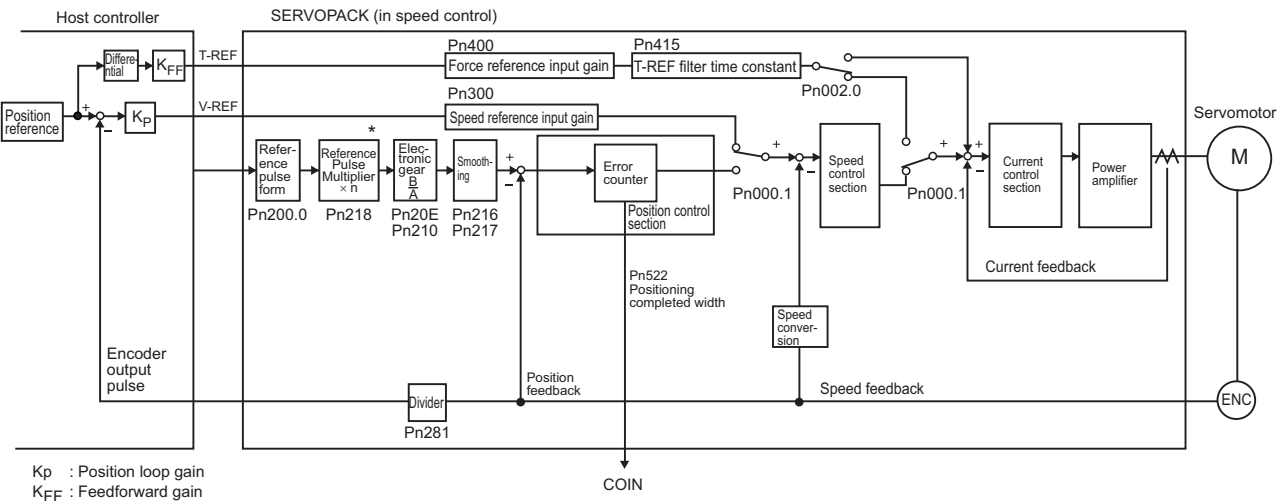 Host controller
SERVOPACK (in speed control)
Differe-
ntial
KFF
T-REF
Pn400
Force reference input gain
Pn415
T-REF filter time constant
Pn002.0
Position
reference
+
−
KP
V-REF
Pn300
Speed reference input gain
Servomotor
M
*
Refer-
ence
pulse
form
Pn200.0
Reference
Pulse
Multiplier
× n
Pn218
Elec-
tronic
gear
B
A
Pn20E
Pn210
Smooth-
ing
Pn216
Pn217
+
−
Error
counter
Position control
section
Pn000.1
+
−
Speed
control
section
Pn000.1
+
+
−
Current
control
section
Power
amplifier
Current feedback
Pn522
Positioning
completed width
Speed
conver-
sion
Encoder
output
pulse
Position
feedback
Speed feedback
Divider
Pn281
ENC
COIN
Kp : Position loop gain
KFF : Feedforward gain